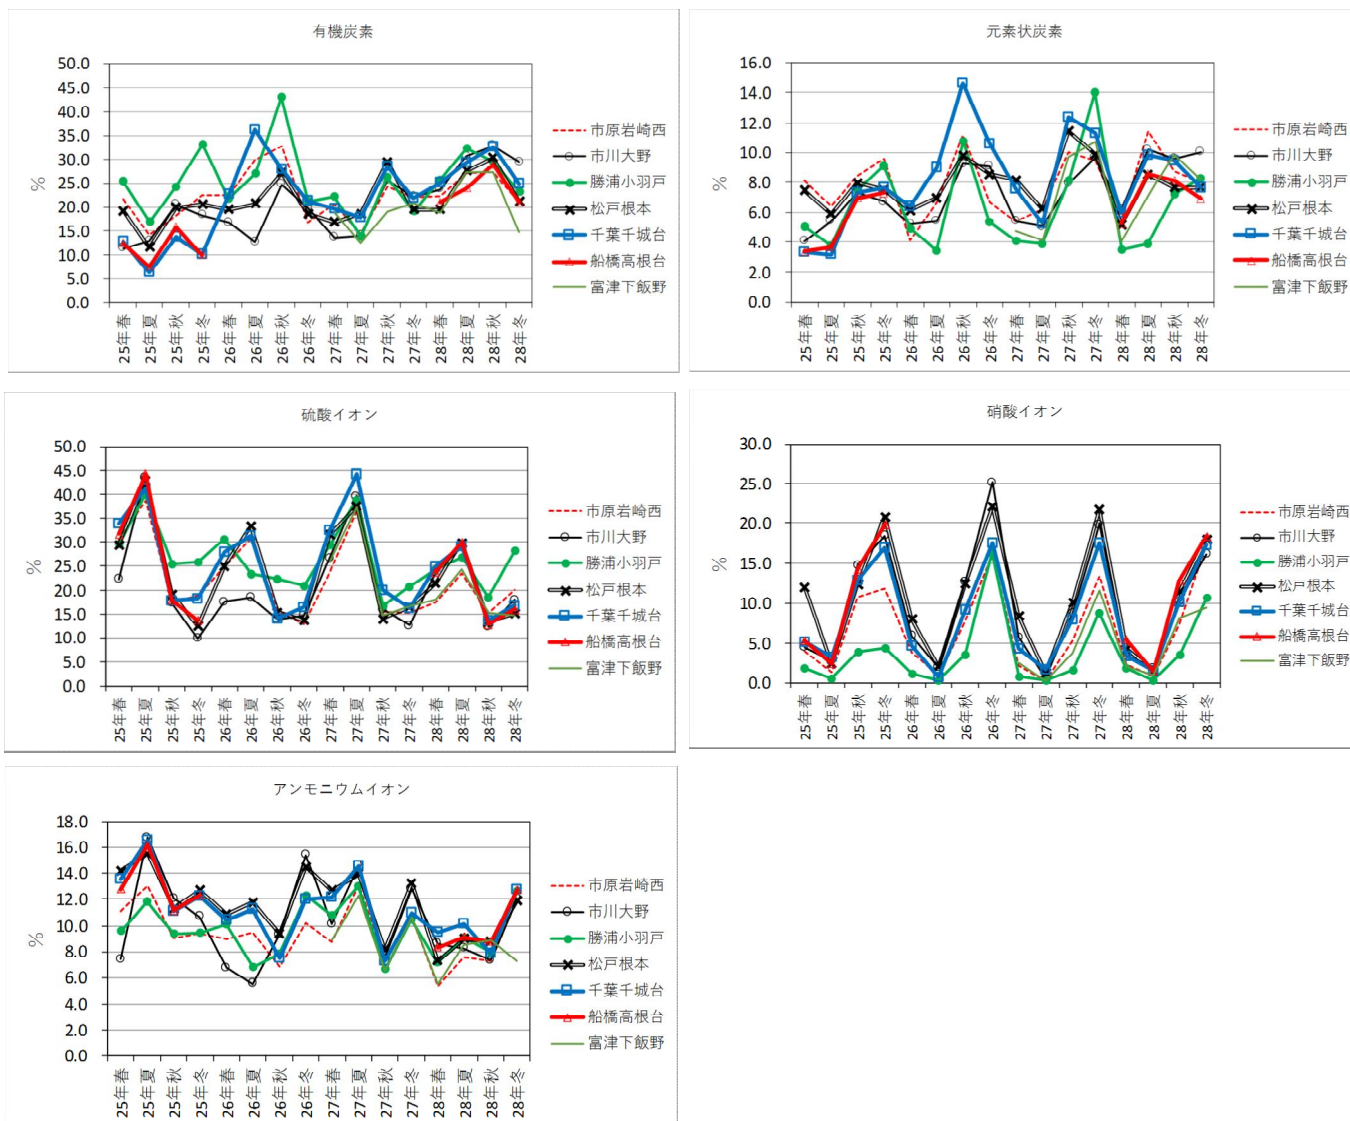 有機炭素
50.0
45.0
40.0
35.0
30.0
25.0
20.0
15.0
10.0
5.0
0.0
%
25年春
25年夏
25年秋
25年冬
26年春
26年夏
26年秋
26年冬
27年春
27年夏
27年秋
27年冬
28年春
28年夏
28年秋
28年冬
市原岩崎西
市川大野
勝浦小羽戸
松戸根本
千葉千城台
船橋高根台
富津下飯野
元素状炭素
16.0
14.0
12.0
10.0
8.0
6.0
4.0
2.0
0.0
%
25年春
25年夏
25年秋
25年冬
26年春
26年夏
26年秋
26年冬
27年春
27年夏
27年秋
27年冬
28年春
28年夏
28年秋
28年冬
市原岩崎西
市川大野
勝浦小羽戸
松戸根本
千葉千城台
船橋高根台
富津下飯野
硫酸イオン
50.0
45.0
40.0
35.0
30.0
25.0
20.0
15.0
10.0
5.0
0.0
%
25年春
25年夏
25年秋
25年冬
26年春
26年夏
26年秋
26年冬
27年春
27年夏
27年秋
27年冬
28年春
28年夏
28年秋
28年冬
市原岩崎西
市川大野
勝浦小羽戸
松戸根本
千葉千城台
船橋高根台
富津下飯野
硝酸イオン
30.0
25.0
20.0
15.0
10.0
5.0
0.0
%
25年春
25年夏
25年秋
25年冬
26年春
26年夏
26年秋
26年冬
27年春
27年夏
27年秋
27年冬
28年春
28年夏
28年秋
28年冬
市原岩崎西
市川大野
勝浦小羽戸
松戸根本
千葉千城台
船橋高根台
富津下飯野
アンモニウムイオン
18.0
16.0
14.0
12.0
10.0
8.0
6.0
4.0
2.0
0.0
%
25年春
25年夏
25年秋
25年冬
26年春
26年夏
26年秋
26年冬
27年春
27年夏
27年秋
27年冬
28年春
28年夏
28年秋
28年冬
市原岩崎西
市川大野
勝浦小羽戸
松戸根本
千葉千城台
船橋高根台
富津下飯野